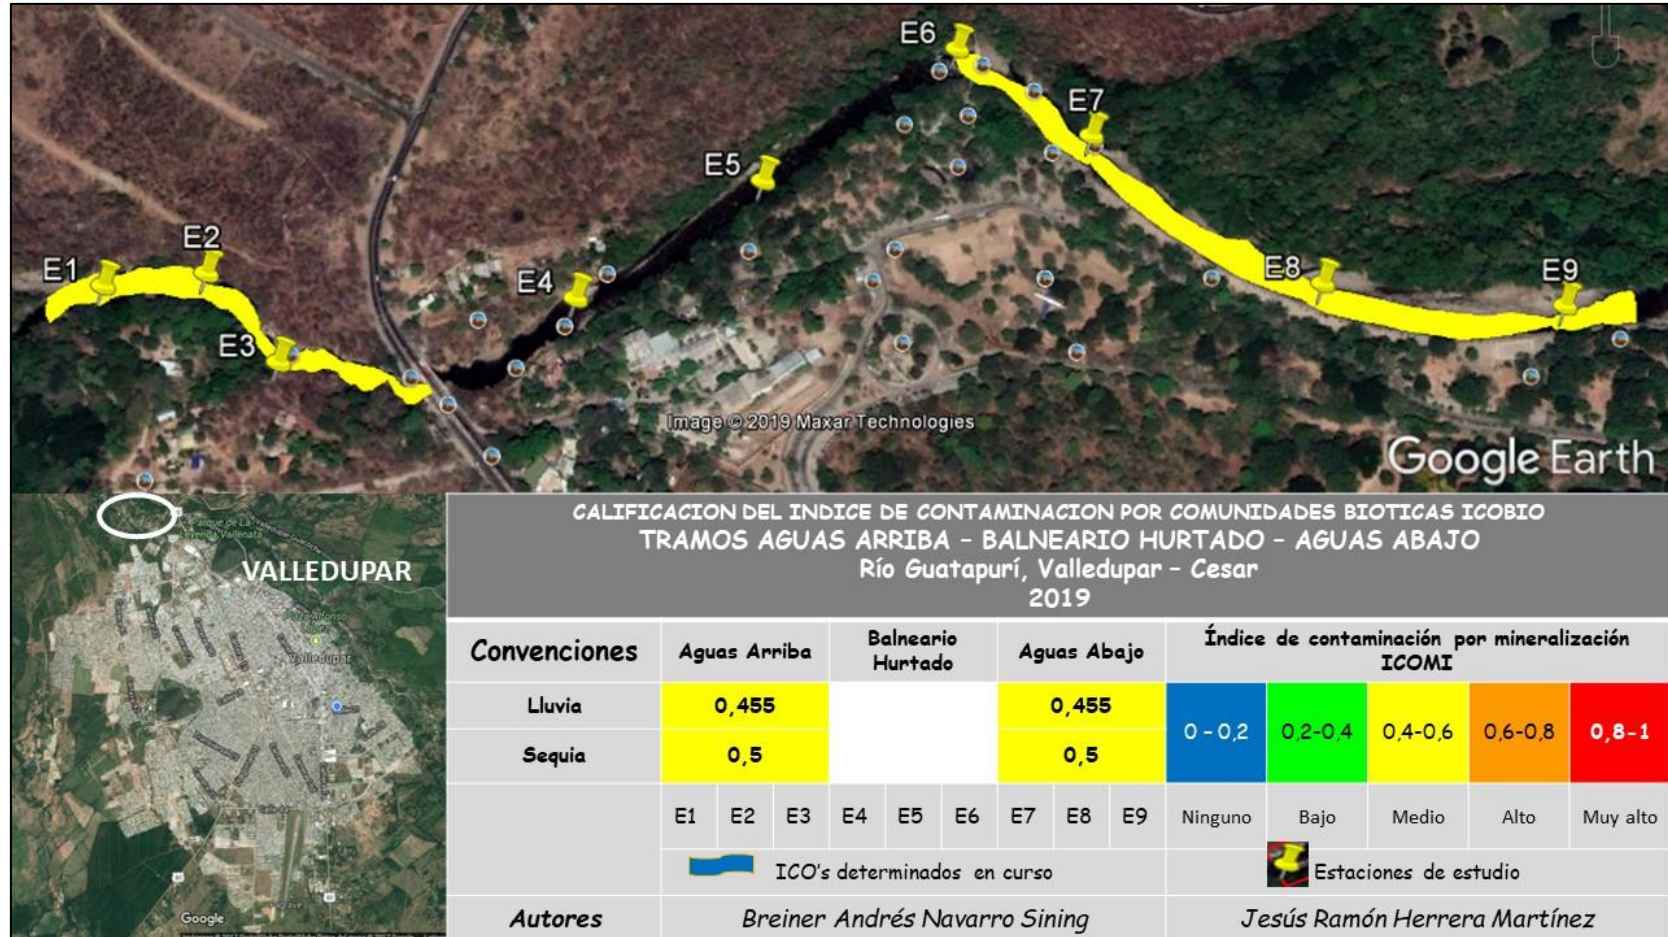 E6
E7
E5
E2
E1
E4
E8
E9
E3
Image © 2019 Maxar Technologies
Google Earth
Parque de La
Leyenda Vallenata
VALLEDUPAR
Valledupar
Google
CALIFICACION DEL INDICE DE CONTAMINACION POR COMUNIDADES BIOTICAS ICOBIO
TRAMOS AGUAS ARRIBA – BALNEARIO HURTADO – AGUAS ABAJO
Río Guatapurí, Valledupar – Cesar
2019
Convenciones Aguas Arriba Balneario Hurtado Aguas Abajo Índice de contaminación por mineralización ICOMI
Lluvia 0,455 0,455
0 – 0,2 0,2-0,4 0,4-0,6 0,6-0,8 0,8-1
Sequia 0,5 0,5
E1 E2 E3 E4 E5 E6 E7 E8 E9 Ninguno Bajo Medio Alto Muy alto
ICO's determinados en curso Estaciones de estudio
Autores Breiner Andrés Navarro Sining Jesús Ramón Herrera Martínez